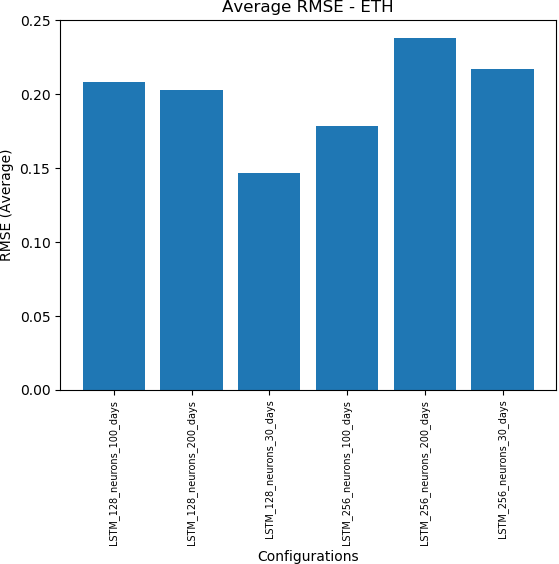 Average RMSE - ETH
RMSE (Average)
0.25
0.20
0.15
0.10
0.05
0.00
LSTM_128_neurons_100_days
LSTM_128_neurons_200_days
LSTM_128_neurons_30_days
LSTM_256_neurons_100_days
LSTM_256_neurons_200_days
LSTM_256_neurons_30_days
Configurations